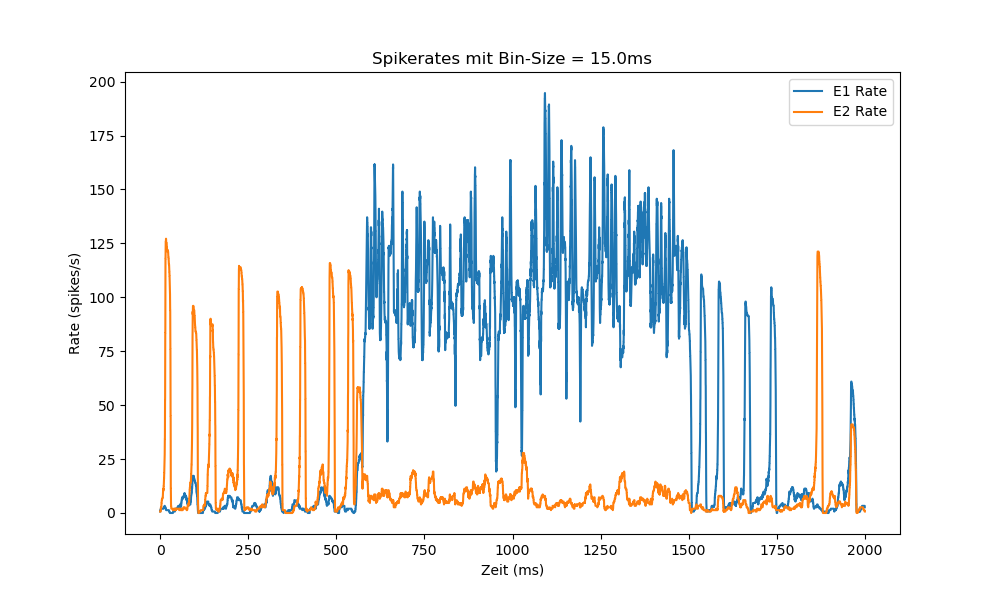 Spikerates mit Bin-Size = 15.0ms
E1 Rate
E2 Rate
Rate (spikes/s)
200
175
150
125
100
75
50
25
0
0 250 500 750 1000 1250 1500 1750 2000
Zeit (ms)